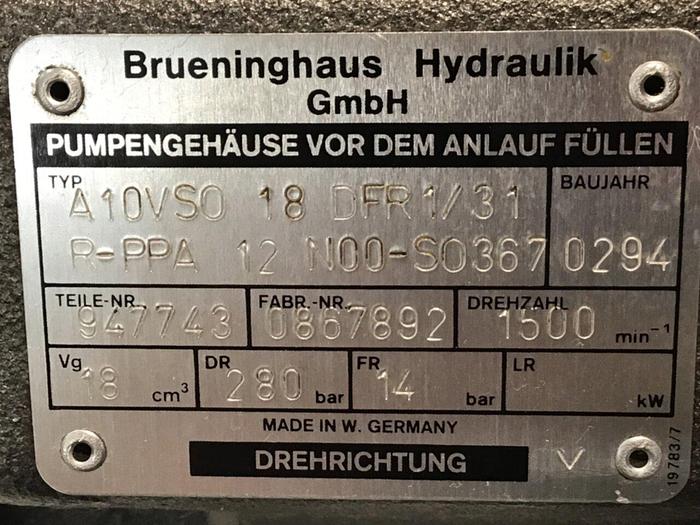 Brueninghaus Hydraulik
GmbH
PUMPENGEHÄUSE VOR DEM ANLAUF FÜLLEN
TYP BAUJAHR
A10VSO 18 DFR1/31
R-PPA 12 N00-SO367 0294
TEILE-NR. FABR.-NR. DREHZAHL
947743 0867892 1500 min⁻¹
Vg DR FR LR
18 cm³ 280 bar 14 bar kW
MADE IN W. GERMANY
DREHRICHTUNG V
19783/7